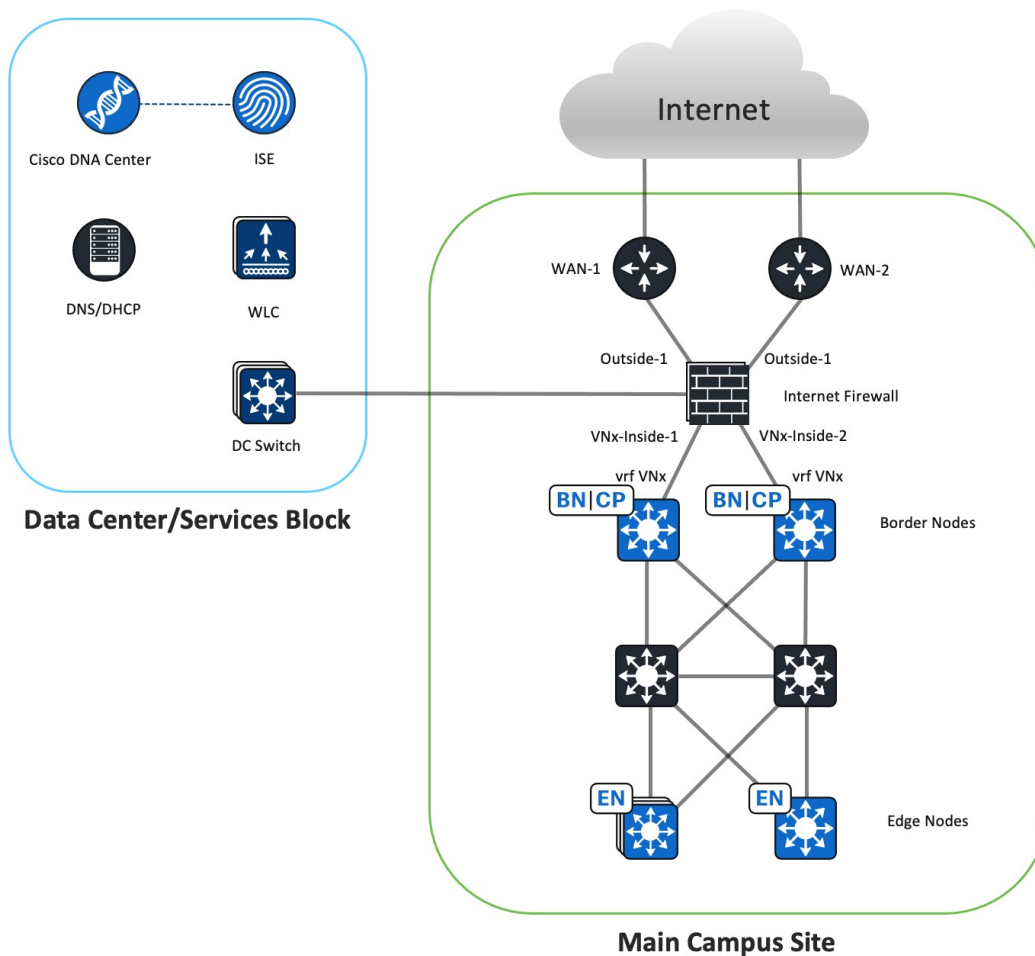 Internet
Cisco DNA Center
ISE
DNS/DHCP
WLC
DC Switch
Data Center/Services Block
WAN-1
WAN-2
Outside-1
Outside-1
Internet Firewall
VNx-Inside-1
VNx-Inside-2
vrf VNx
vrf VNx
BN|CP
BN|CP
Border Nodes
EN
EN
Edge Nodes
Main Campus Site